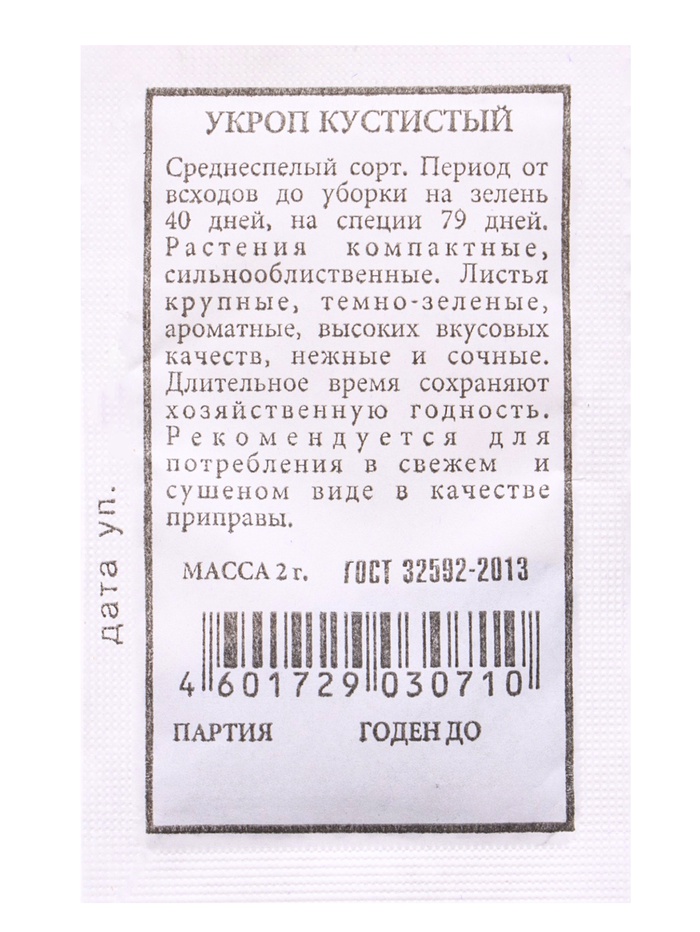 УКРОП КУСТИСТЫЙ
Среднеспелый сорт. Период от
всходов до уборки на зелень
40 дней, на специи 79 дней.
Растения компактные,
сильнооблиственные. Листья
крупные, темно-зеленые,
ароматные, высоких вкусовых
качеств, нежные и сочные.
Длительное время сохраняют
хозяйственную годность.
Рекомендуется для
потребления в свежем и
сушеном виде в качестве
приправы.
МАССА 2 г. ГОСТ 32592-2013
4 601729 030710
ПАРТИЯ ГОДЕН ДО
дата уп.